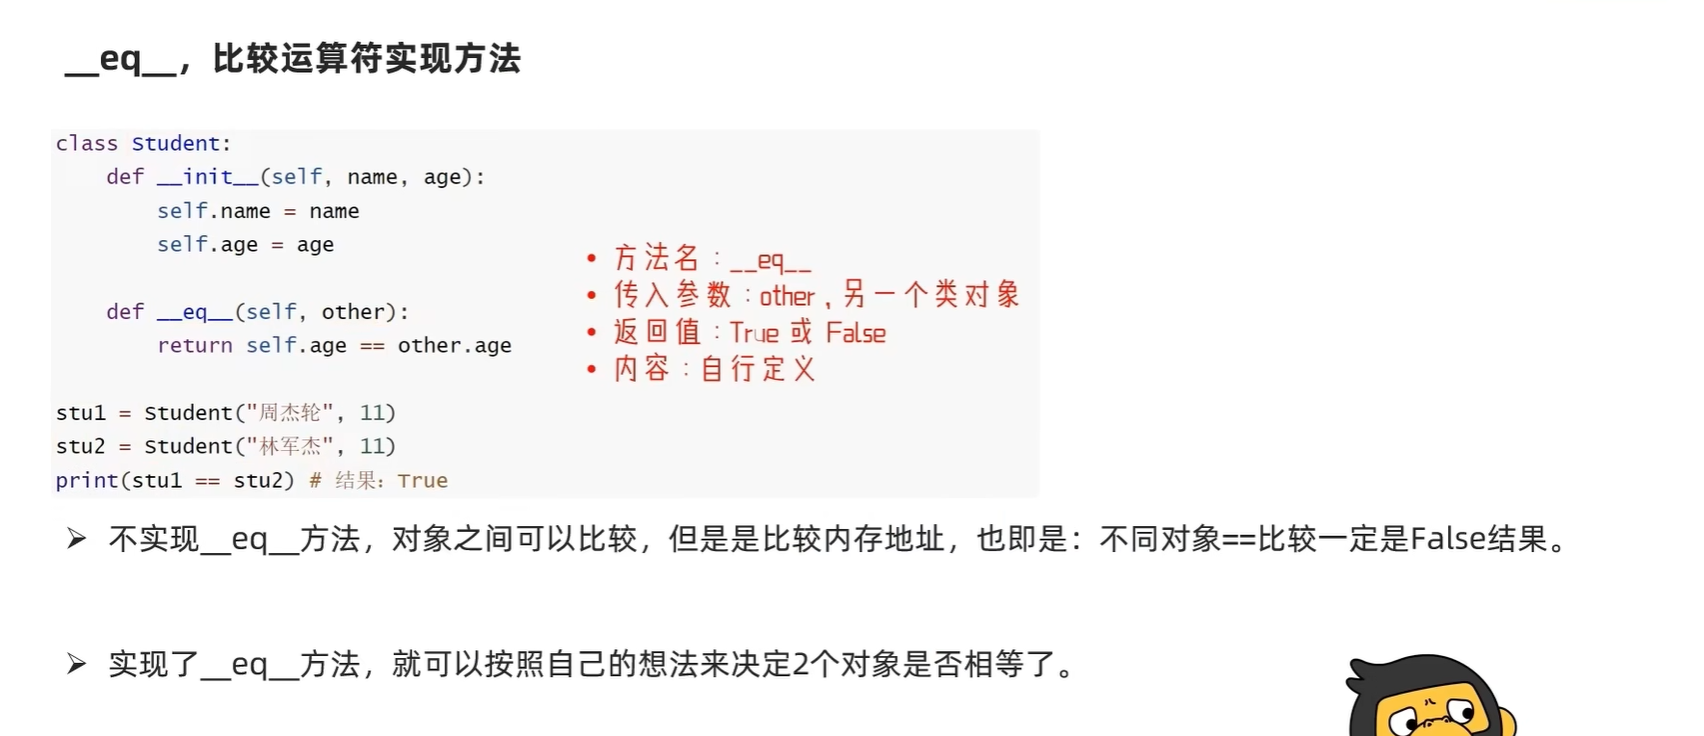 __eq__，比较运算符实现方法
class Student:
    def __init__(self, name, age):
        self.name = name
        self.age = age
    def __eq__(self, other):
        return self.age == other.age
• 方法名：__eq__
• 传入参数：other，另一个类对象
• 返回值：True 或 False
• 内容：自行定义
stu1 = Student("周杰轮", 11)
stu2 = Student("林军杰", 11)
print(stu1 == stu2) # 结果：True
➢ 不实现__eq__方法，对象之间可以比较，但是是比较内存地址，也即是：不同对象==比较一定是False结果。
➢ 实现了__eq__方法，就可以按照自己的想法来决定2个对象是否相等了。